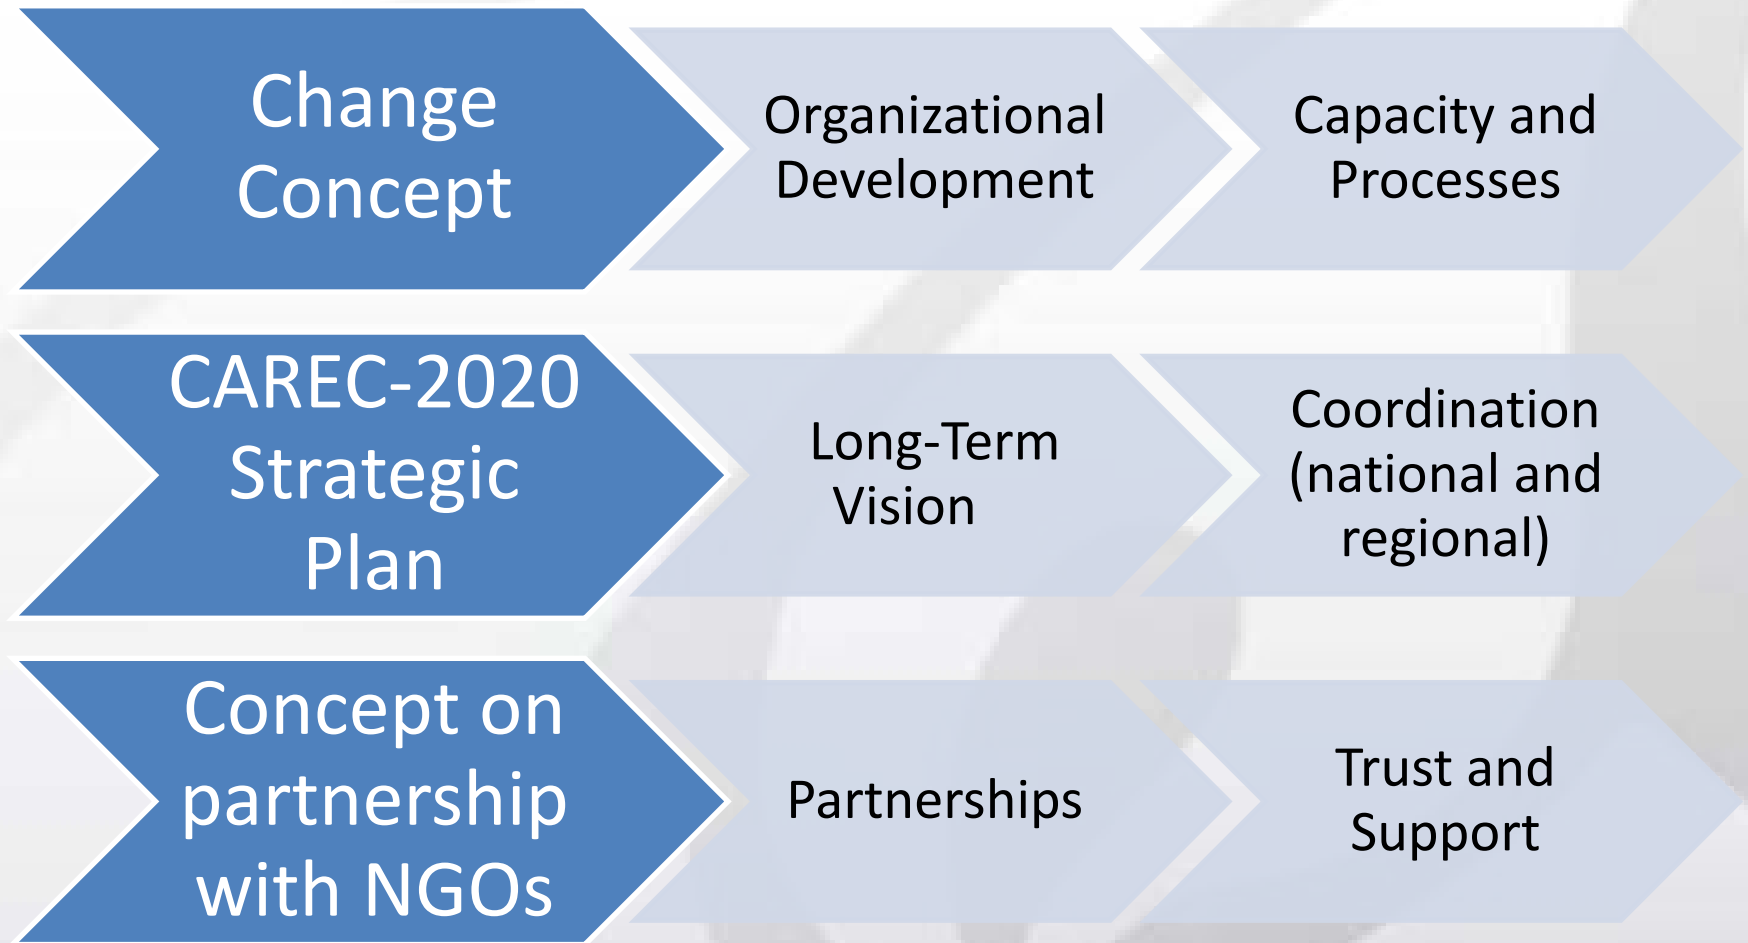 Change
Concept
Organizational
Development
Capacity and
Processes
CAREC-2020
Strategic
Plan
Long-Term
Vision
Coordination
(national and
regional)
Concept on
partnership
with NGOs
Partnerships
Trust and
Support